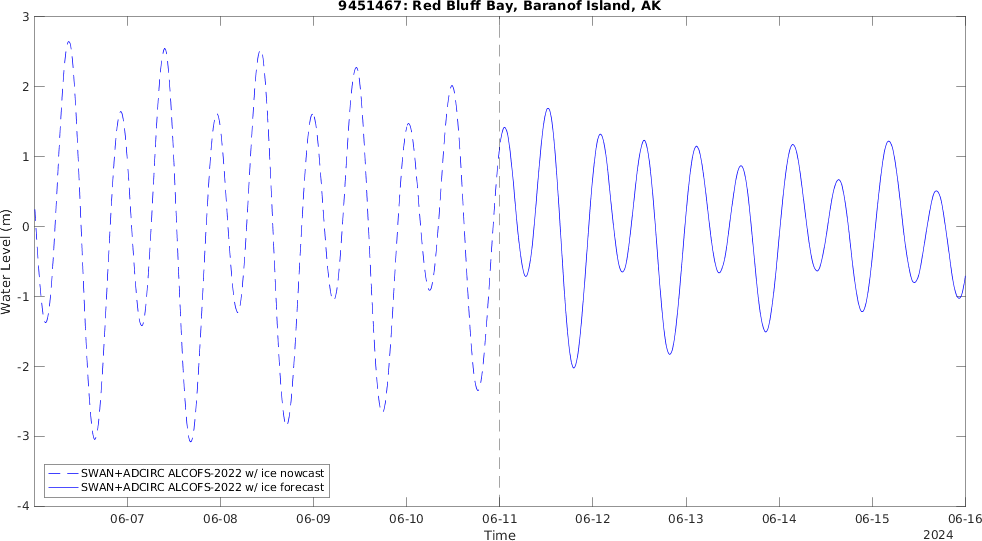 9451467: Red Bluff Bay, Baranof Island, AK
3
2
1
0
-1
-2
-3
-4
Water Level (m)
SWAN+ADCIRC ALCOFS-2022 w/ ice nowcast
SWAN+ADCIRC ALCOFS-2022 w/ ice forecast
06-07 06-08 06-09 06-10 06-11 06-12 06-13 06-14 06-15 06-16
Time
2024